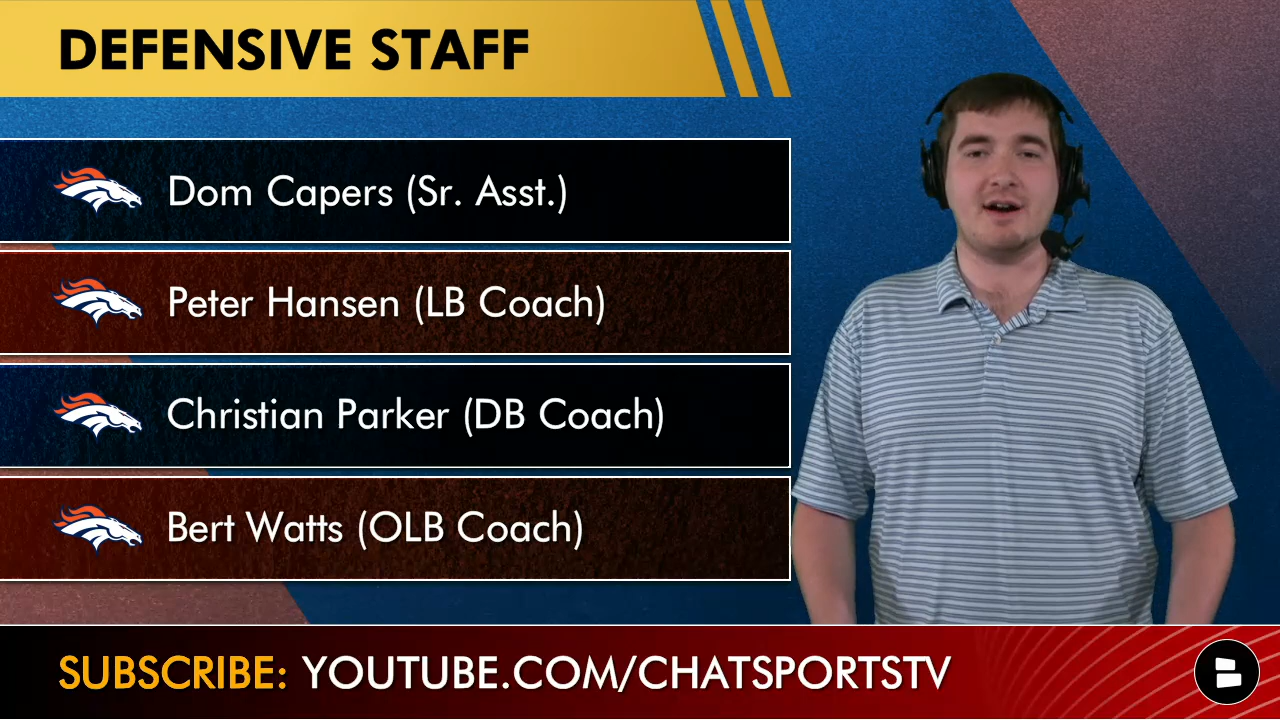 DEFENSIVE STAFF
Dom Capers (Sr. Asst.)
Peter Hansen (LB Coach)
Christian Parker (DB Coach)
Bert Watts (OLB Coach)
SUBSCRIBE: YOUTUBE.COM/CHATSPORTSTV